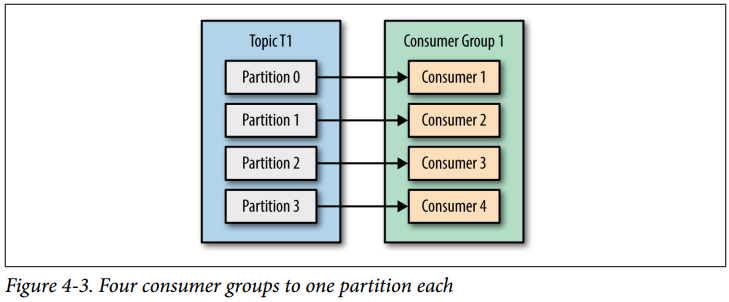 Topic T1
Partition 0
Partition 1
Partition 2
Partition 3
Consumer Group 1
Consumer 1
Consumer 2
Consumer 3
Consumer 4
Figure 4-3. Four consumer groups to one partition each